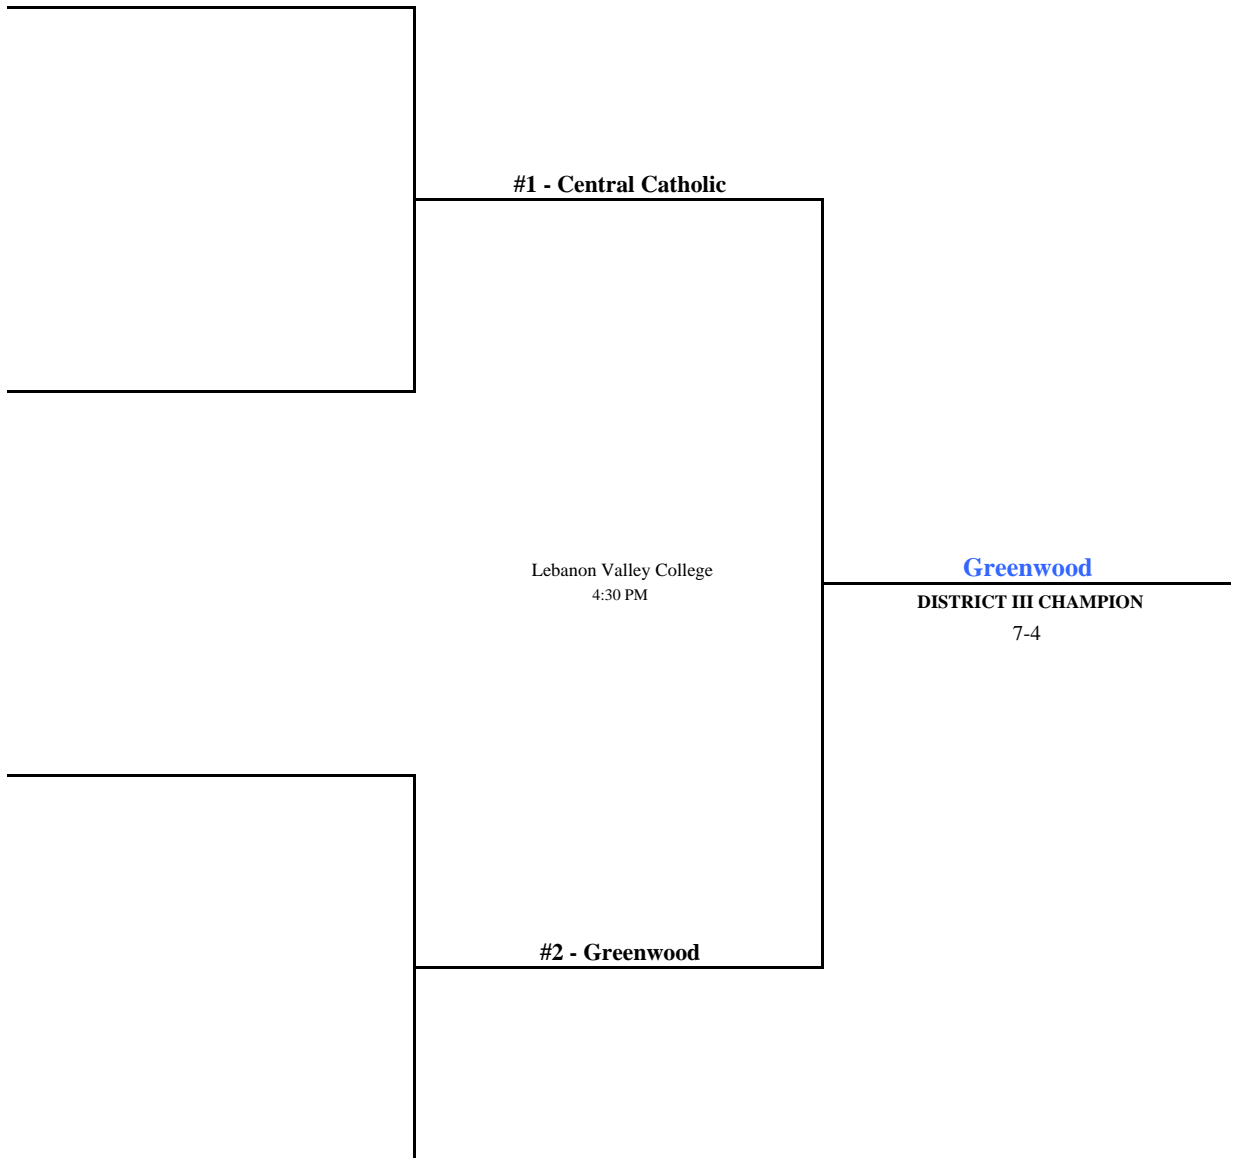 #1 - Central Catholic
Lebanon Valley College
4:30 PM
Greenwood
DISTRICT III CHAMPION
7-4
#2 - Greenwood